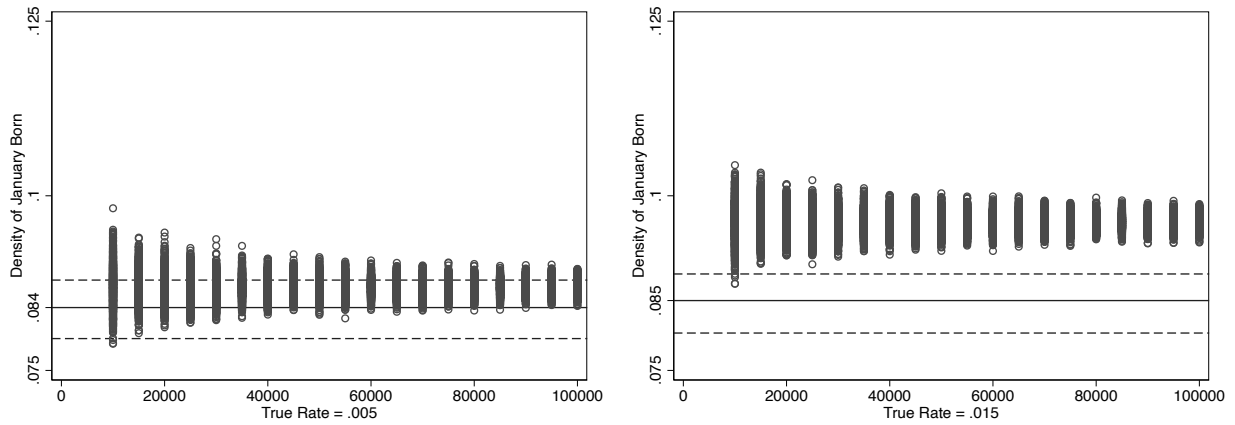 Density of January Born
.125
.1
.084
.075
0 20000 40000 60000 80000 100000
True Rate = .005
Density of January Born
.125
.1
.085
.075
0 20000 40000 60000 80000 100000
True Rate = .015